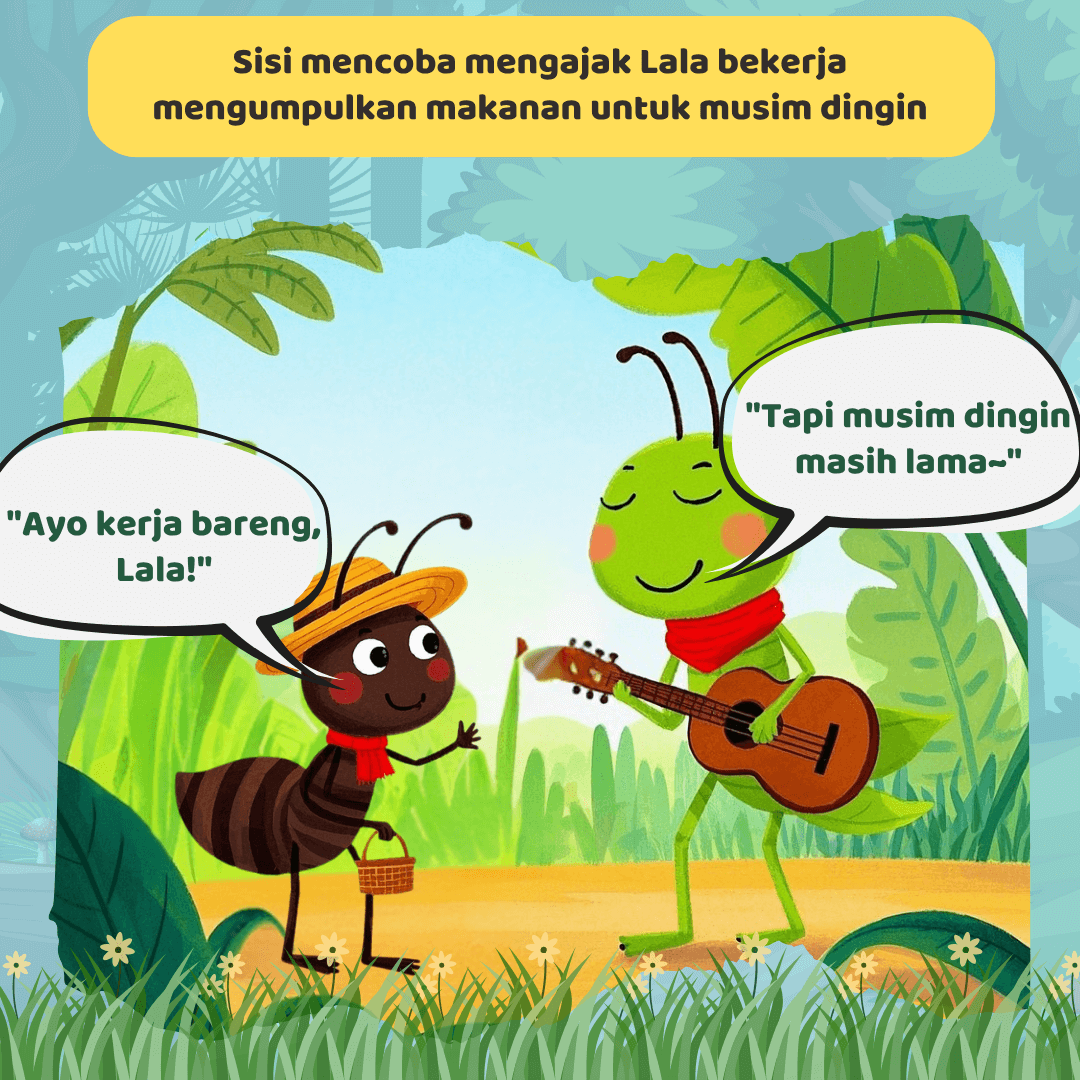 Sisi mencoba mengajak Lala bekerja
mengumpulkan makanan untuk musim dingin
"Tapi musim dingin
masih lama~"
"Ayo kerja bareng,
Lala!"